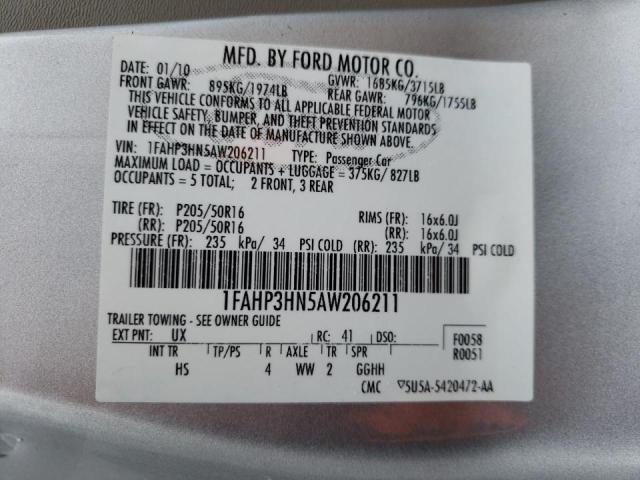 MFD. BY FORD MOTOR CO.
DATE: 01/10 GVWR: 1685KG/3715LB
FRONT GAWR: 895KG/1974LB REAR GAWR: 796KG/1755LB
THIS VEHICLE CONFORMS TO ALL APPLICABLE FEDERAL MOTOR
VEHICLE SAFETY, BUMPER, AND THEFT PREVENTION STANDARDS
IN EFFECT ON THE DATE OF MANUFACTURE SHOWN ABOVE.
VIN: 1FAHP3HN5AW206211 TYPE: Passenger Car
MAXIMUM LOAD = OCCUPANTS + LUGGAGE = 375KG/ 827LB
OCCUPANTS = 5 TOTAL; 2 FRONT, 3 REAR
TIRE (FR): P205/50R16 RIMS (FR): 16x6.0J
(RR): P205/50R16 (RR): 16x6.0J
PRESSURE (FR): 235 kPa/ 34 PSI COLD (RR): 235 kPa/ 34 PSI COLD
1FAHP3HN5AW206211
TRAILER TOWING - SEE OWNER GUIDE
EXT PNT: UX RC: 41 DSO: F0058
R0051
INT TR TP/PS R AXLE TR SPR
HS 4 WW 2 GGHH
CMC ▽5U5A-5420472-AA